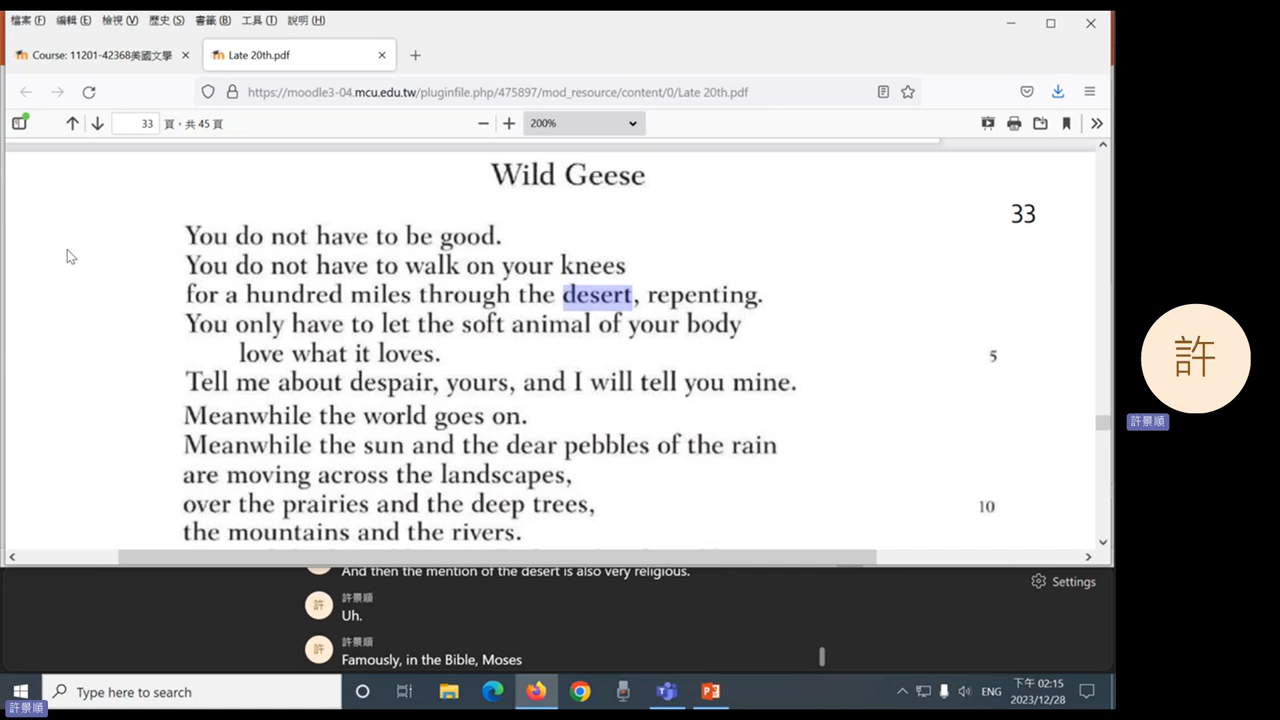 檔案 (F) 編輯 (E) 檢視 (V) 歷史 (S) 書籤 (B) 工具 (T) 說明 (H)
Course: 11201-42368美國文學
Late 20th.pdf
https://moodle3-04.mcu.edu.tw/pluginfile.php/475897/mod_resource/content/0/Late 20th.pdf
33 頁，共 45 頁
200%
Wild Geese
33
You do not have to be good.
You do not have to walk on your knees
for a hundred miles through the desert, repenting.
You only have to let the soft animal of your body
love what it loves.
5
Tell me about despair, yours, and I will tell you mine.
Meanwhile the world goes on.
Meanwhile the sun and the dear pebbles of the rain
are moving across the landscapes,
over the prairies and the deep trees,
10
the mountains and the rivers.
And then the mention of the desert is also very religious.
Settings
許
許景順
Uh.
許
許景順
Famously, in the Bible, Moses
許
許景順
Type here to search
ENG
下午 02:15
2023/12/28
許景順